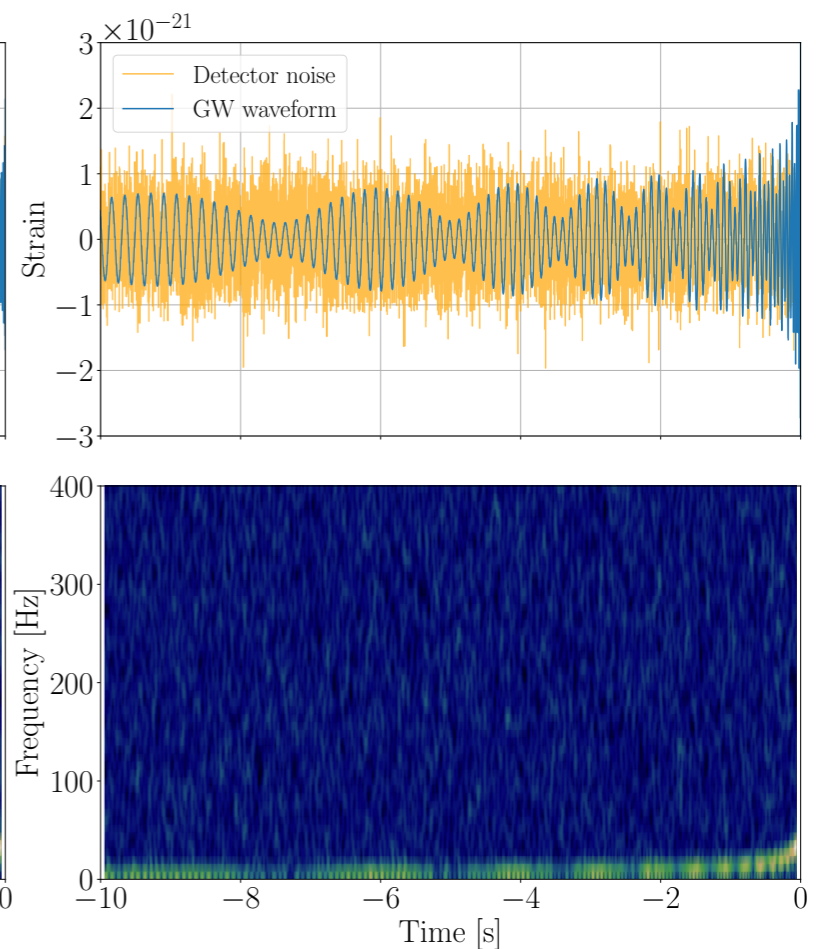 ×10⁻²¹
Detector noise
GW waveform
3
2
1
0
−1
−2
−3
Strain
400
300
200
100
0
Frequency [Hz]
0
−10 −8 −6 −4 −2 0
Time [s]